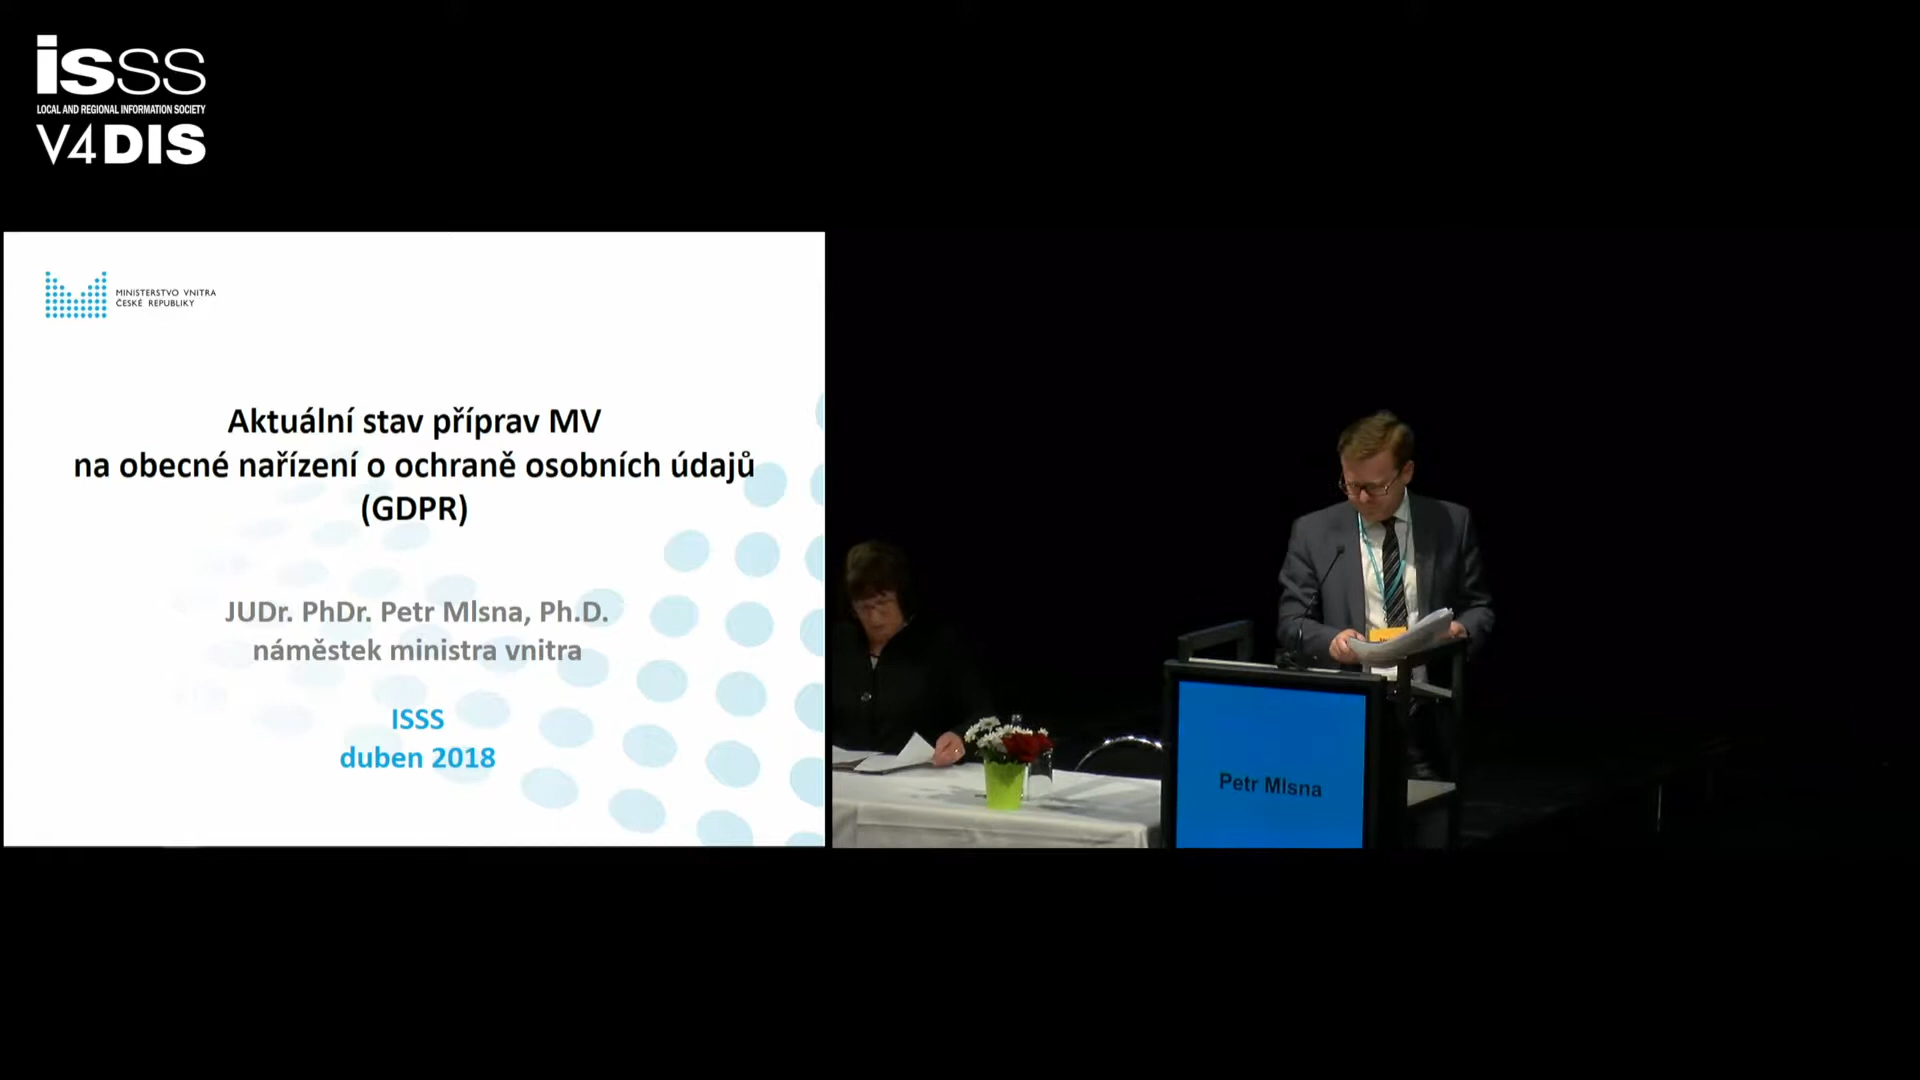 isss
LOCAL AND REGIONAL INFORMATION SOCIETY
V4DIS
MINISTERSTVO VNITRA
ČESKÉ REPUBLIKY
Aktuální stav příprav MV
na obecné nařízení o ochraně osobních údajů
(GDPR)
JUDr. PhDr. Petr Mlsna, Ph.D.
náměstek ministra vnitra
ISSS
duben 2018
Petr Mlsna